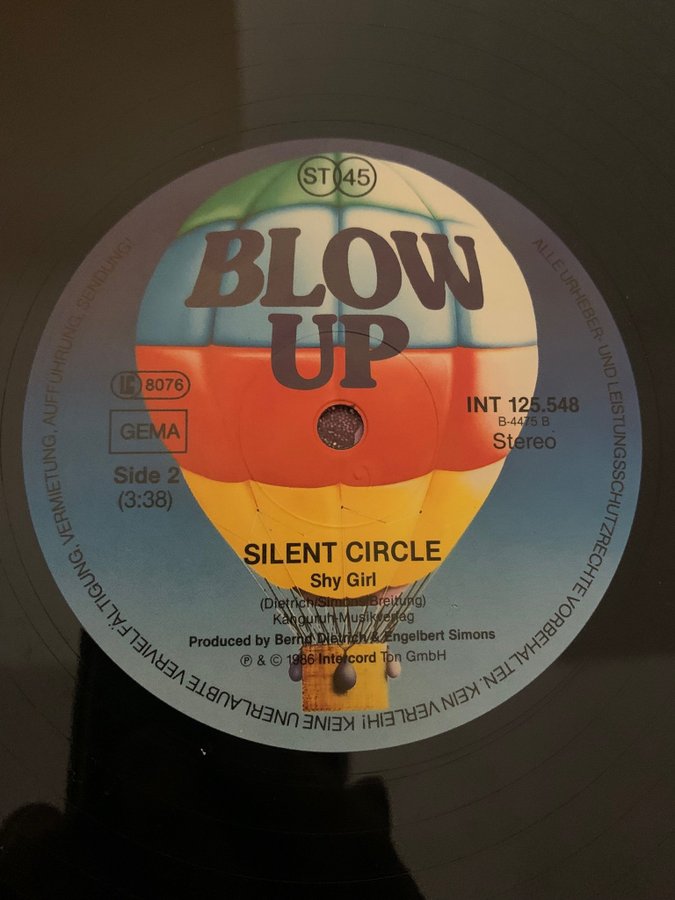 ST 45
BLOW
UP
LC 8076
GEMA
Side 2
(3:38)
INT 125.548
B-4475 B
Stereo
SILENT CIRCLE
Shy Girl
(Dietrich/Simons/Breitung)
Känguruh-Musikverlag
Produced by Bernd Dietrich & Engelbert Simons
℗ & © 1986 Intercord Ton GmbH
ALLE URHEBER- UND LEISTUNGSSCHUTZRECHTE VORBEHALTEN. KEIN VERLEIH! KEINE UNERLAUBTE VERVIELFÄLTIGUNG, VERMIETUNG, AUFFÜHRUNG, SENDUNG!